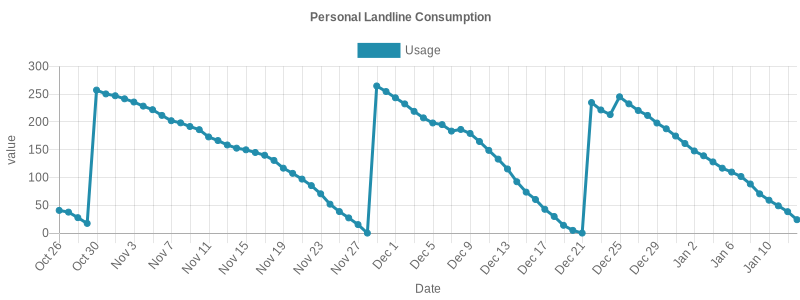 Personal Landline Consumption
Usage
300
250
200
150
100
50
0
value
Oct 26
Oct 30
Nov 3
Nov 7
Nov 11
Nov 15
Nov 19
Nov 23
Nov 27
Dec 1
Dec 5
Dec 9
Dec 13
Dec 17
Dec 21
Dec 25
Dec 29
Jan 2
Jan 6
Jan 10
Date